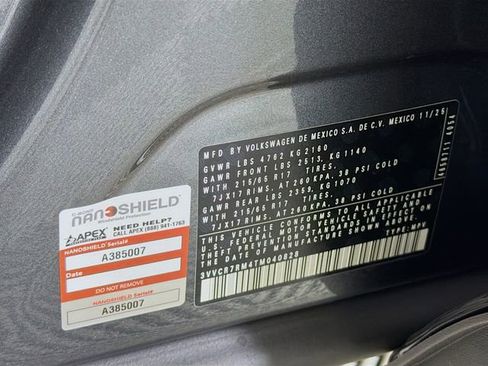 NANOSHIELD
Windshield Protection
APEX
NEED HELP?
CALL APEX (888) 941-1763
NANOSHIELD Serial#
A385007
DO NOT REMOVE
NANOSHIELD Serial#
A385007
MFD. BY VOLKSWAGEN DE MEXICO S.A. DE C.V. MEXICO 11/25
GVWR LBS 4762 KG 2160
GAWR FRONT LBS 2513, KG 1140
WITH 215/65 R17 TIRES,
7JX17 RIMS, AT 260 KPA, 38 PSI COLD
GAWR REAR LBS 2359, KG1070
WITH 215/65 R17 TIRES,
7JX17 RIMS, AT 260 KPA, 38 PSI COLD
THIS VEHICLE CONFORMS TO ALL APPLICABLE
U.S. FEDERAL MOTOR VEHICLE SAFETY
STANDARDS IN EFFECT ON THE DATE OF
MANUFACTURE SHOWN ABOVE
3VVCR7RM4TM040828
TYPE: MPV